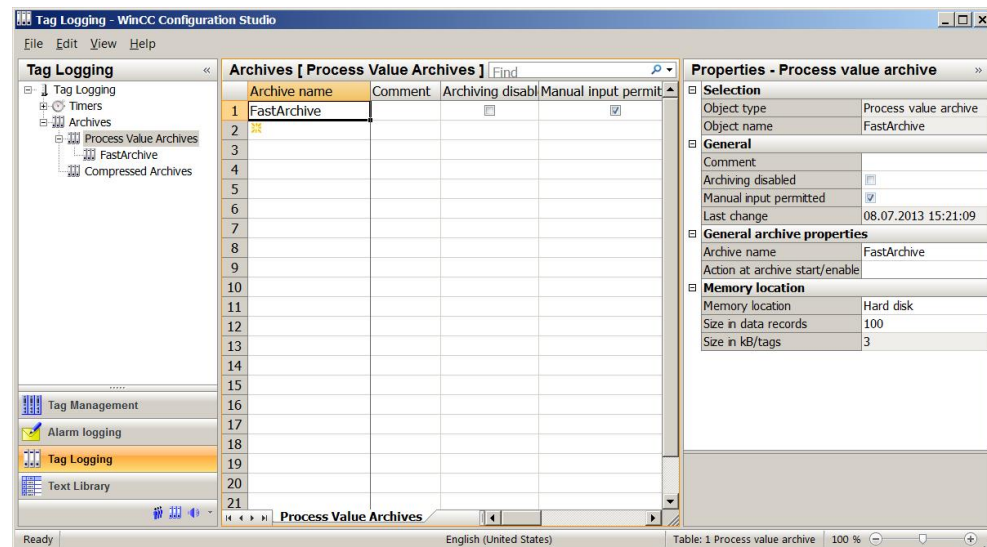 Tag Logging - WinCC Configuration Studio
File Edit View Help
Tag Logging «
Tag Logging
Timers
Archives
Process Value Archives
FastArchive
Compressed Archives
Tag Management
Alarm logging
Tag Logging
Text Library
Archives [ Process Value Archives ] Find
Archive name Comment Archiving disabl Manual input permit
1 FastArchive
2
3
4
5
6
7
8
9
10
11
12
13
14
15
16
17
18
19
20
21
Process Value Archives
Properties - Process value archive »
Selection
Object type Process value archive
Object name FastArchive
General
Comment
Archiving disabled
Manual input permitted
Last change 08.07.2013 15:21:09
General archive properties
Archive name FastArchive
Action at archive start/enable
Memory location
Memory location Hard disk
Size in data records 100
Size in kB/tags 3
Ready English (United States) Table: 1 Process value archive 100 %